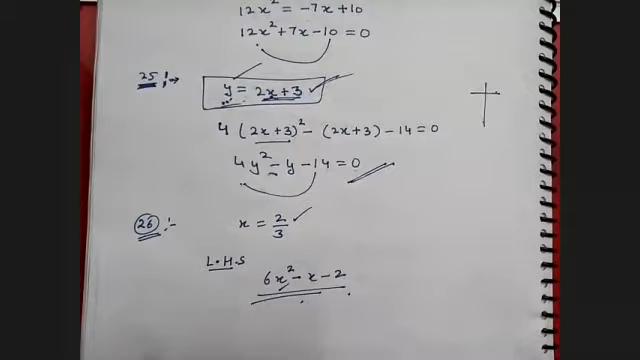 12x² = -7x+10
12x²+7x-10 = 0
25 :→
y = 2x+3
4 (2x+3)² - (2x+3) - 14 = 0
4y² - y - 14 = 0
26 :-
x = 2/3
L.H.S
6x² - x - 2